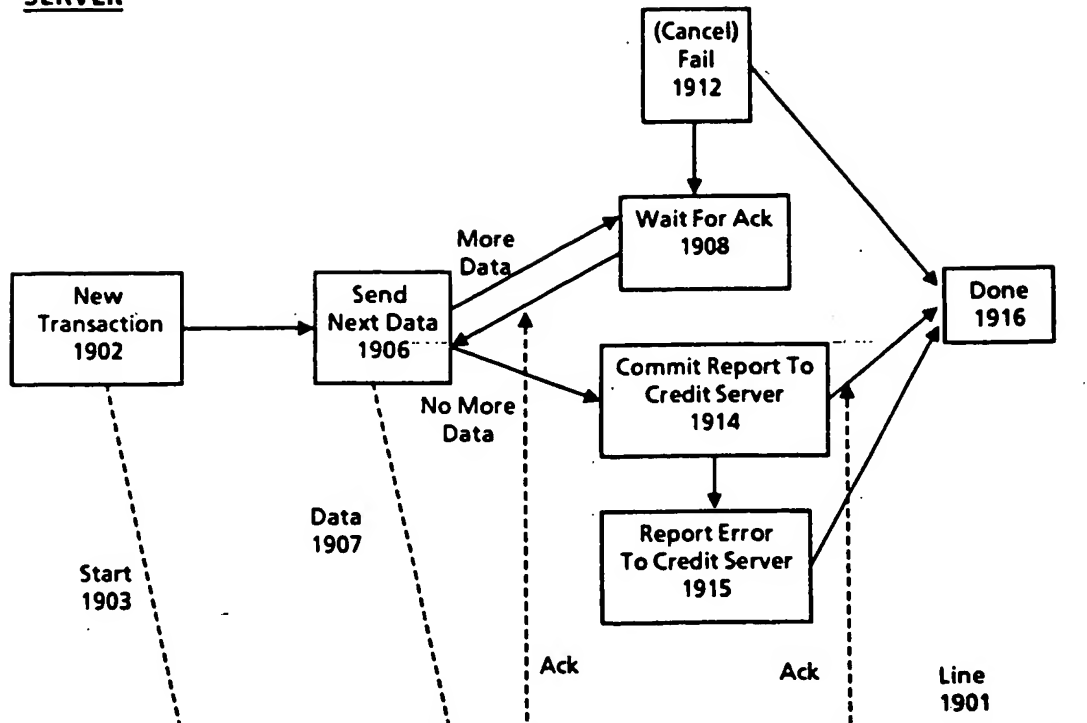 SERVER
(Cancel)
Fail
1912
Wait For Ack
1908
More
Data
New
Transaction
1902
Send
Next Data
1906
Done
1916
Commit Report To
Credit Server
1914
No More
Data
Report Error
To Credit Server
1915
Data
1907
Start
1903
Ack
Ack
Line
1901